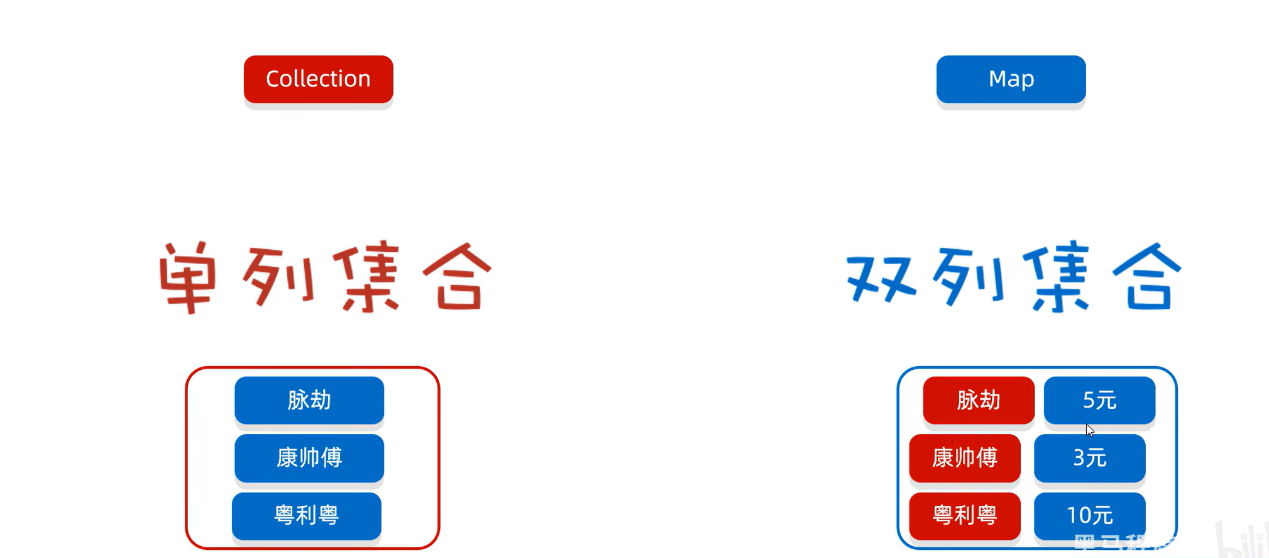 Collection
Map
单列集合
双列集合
脉劫
康帅傅
粤利粤
脉劫 5元
康帅傅 3元
粤利粤 10元